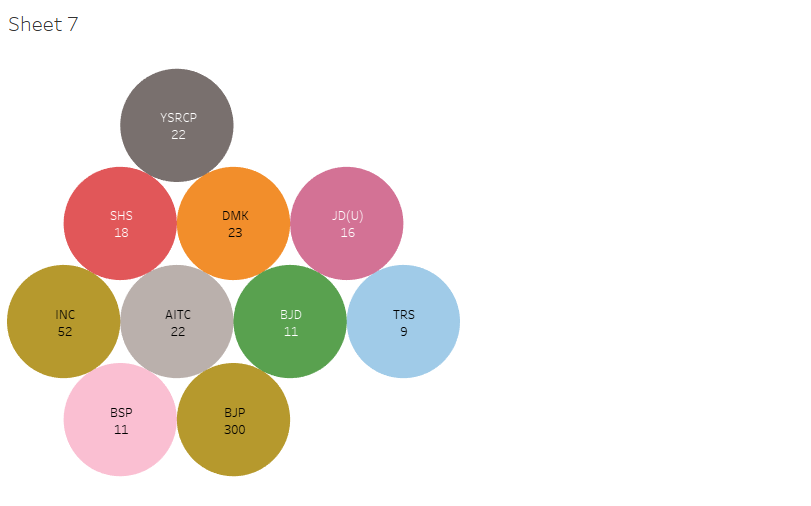 Sheet 7
YSRCP
22
SHS
18
DMK
23
JD(U)
16
INC
52
AITC
22
BJD
11
TRS
9
BSP
11
BJP
300